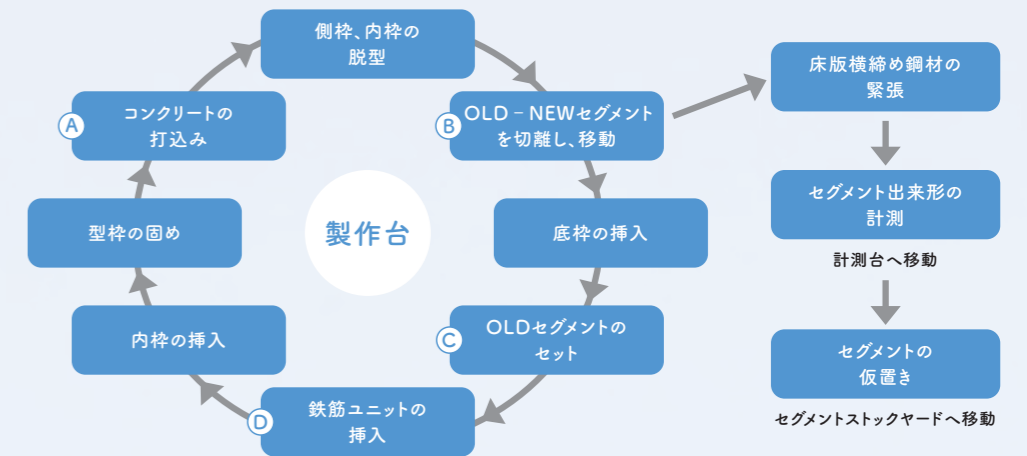 側枠、内枠の
脱型
A
コンクリートの
打込み
B
OLD－NEWセグメント
を切離し、移動
床版横締め鋼材の
緊張
型枠の固め
製作台
底枠の挿入
セグメント出来形の
計測
計測台へ移動
内枠の挿入
C
OLDセグメントの
セット
D
鉄筋ユニットの
挿入
セグメントの
仮置き
セグメントストックヤードへ移動